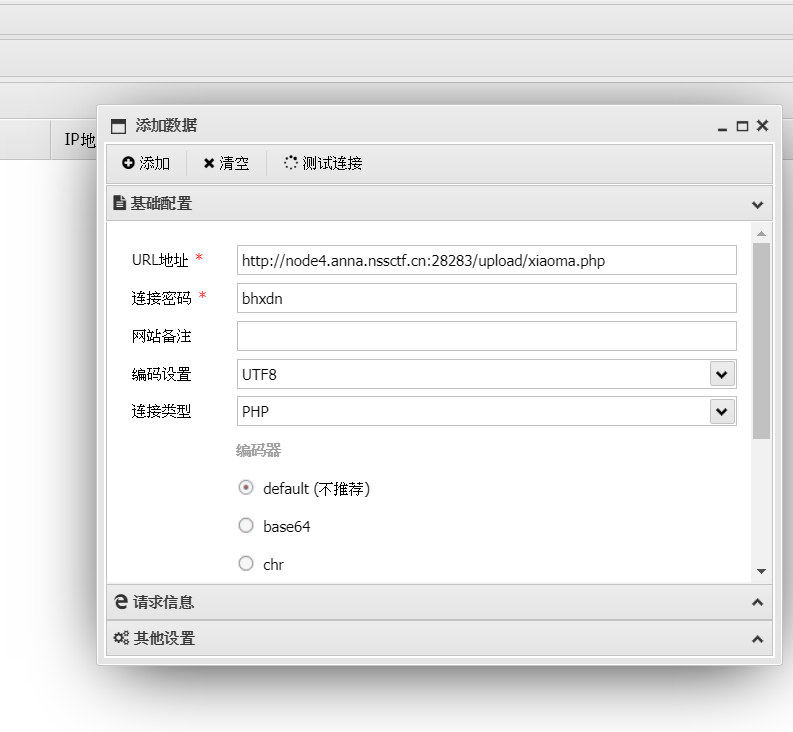 IP地
添加数据
添加 清空 测试连接
基础配置
URL地址 * http://node4.anna.nssctf.cn:28283/upload/xiaoma.php
连接密码 * bhxdn
网站备注
编码设置 UTF8
连接类型 PHP
编码器
default (不推荐)
base64
chr
请求信息
其他设置